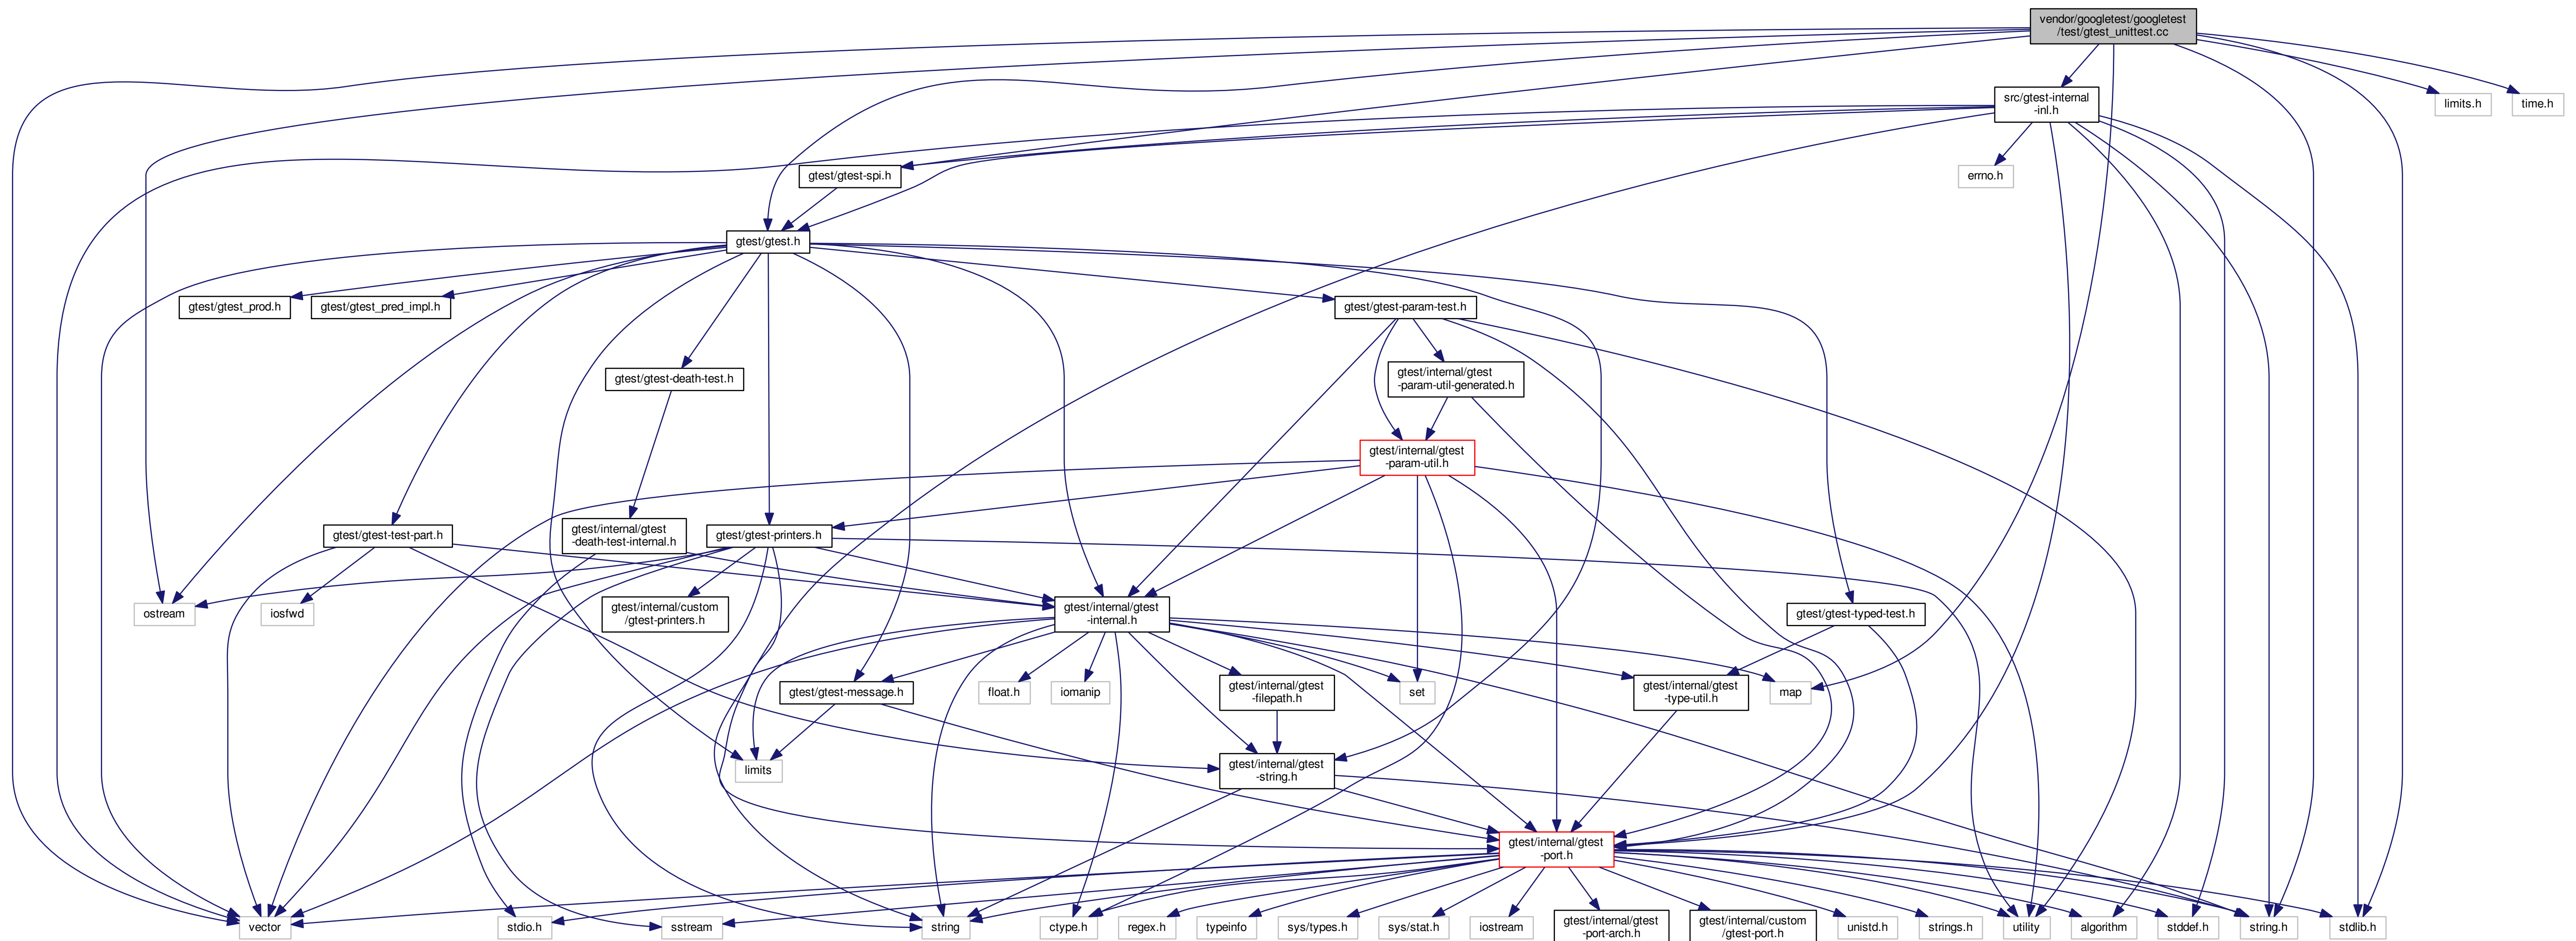 vendor/googletest/googletest
/test/gtest_unittest.cc
src/gtest-internal
-inl.h
limits.h
time.h
gtest/gtest-spi.h
errno.h
gtest/gtest.h
gtest/gtest_prod.h
gtest/gtest_pred_impl.h
gtest/gtest-param-test.h
gtest/gtest-death-test.h
gtest/internal/gtest
-param-util-generated.h
gtest/internal/gtest
-param-util.h
gtest/gtest-test-part.h
gtest/internal/gtest
-death-test-internal.h
gtest/gtest-printers.h
ostream
iosfwd
gtest/internal/custom
/gtest-printers.h
gtest/internal/gtest
-internal.h
gtest/gtest-typed-test.h
gtest/gtest-message.h
float.h
iomanip
gtest/internal/gtest
-filepath.h
set
gtest/internal/gtest
-type-util.h
map
limits
gtest/internal/gtest
-string.h
gtest/internal/gtest
-port.h
vector
stdio.h
sstream
string
ctype.h
regex.h
typeinfo
sys/types.h
sys/stat.h
iostream
gtest/internal/gtest
-port-arch.h
gtest/internal/custom
/gtest-port.h
unistd.h
strings.h
utility
algorithm
stddef.h
string.h
stdlib.h